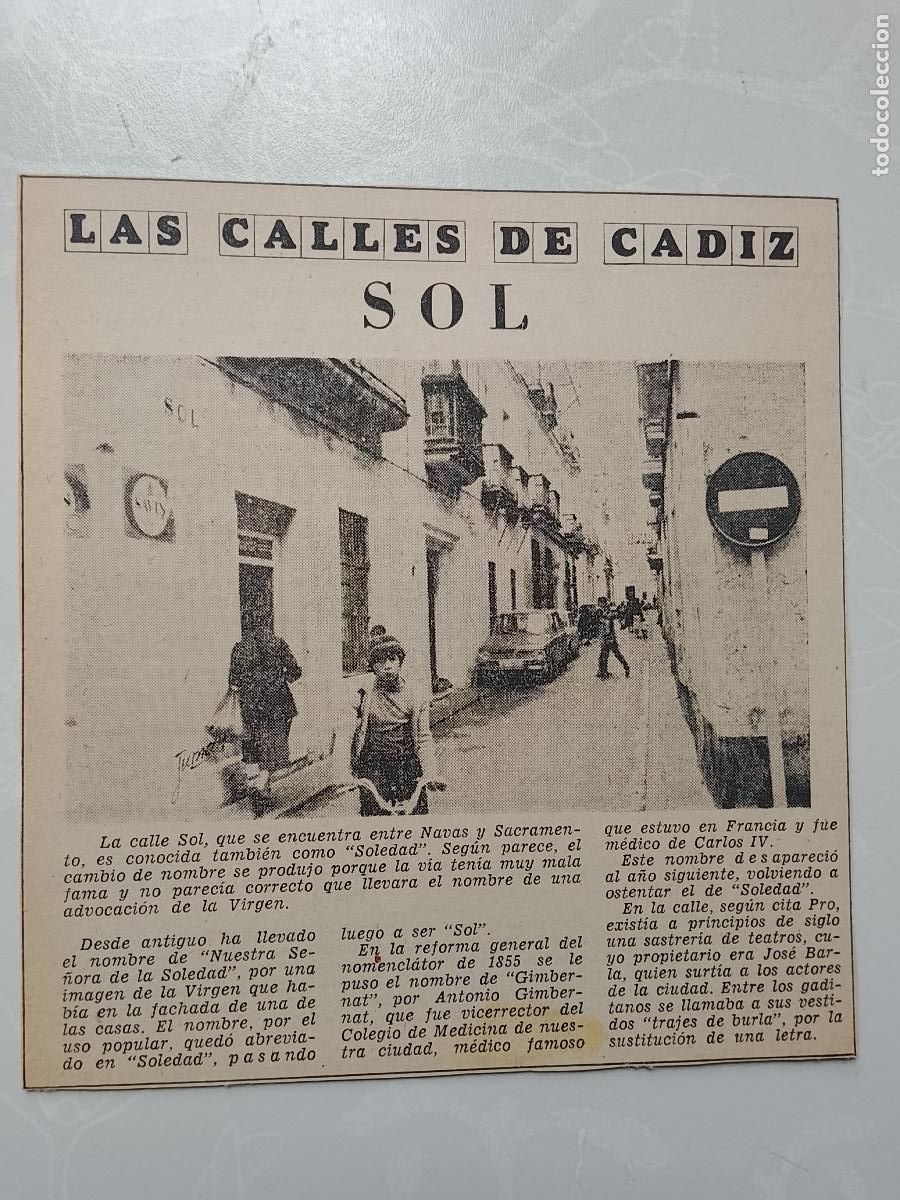 todocoleccion
LAS CALLES DE CADIZ
SOL
SOL
La calle Sol, que se encuentra entre Navas y Sacramen-
to, es conocida también como "Soledad". Según parece, el
cambio de nombre se produjo porque la vía tenía muy mala
fama y no parecía correcto que llevara el nombre de una
advocación de la Virgen.
Desde antiguo ha llevado
el nombre de "Nuestra Se-
ñora de la Soledad", por una
imagen de la Virgen que ha-
bía en la fachada de una de
las casas. El nombre, por el
uso popular, quedó abrevia-
do en "Soledad", pasando
luego a ser "Sol".
En la reforma general del
nomenclátor de 1855 se le
puso el nombre de "Gimber-
nat", por Antonio Gimber-
nat, que fue vicerrector del
Colegio de Medicina de nues-
tra ciudad, médico famoso
que estuvo en Francia y fue
médico de Carlos IV.
Este nombre desapareció
al año siguiente, volviendo a
ostentar el de "Soledad".
En la calle, según cita Pro,
existía a principios de siglo
una sastrería de teatros, cu-
yo propietario era José Bar-
la, quien surtía a los actores
de la ciudad. Entre los gadi-
tanos se llamaba a sus vesti-
dos "trajes de burla", por la
sustitución de una letra.